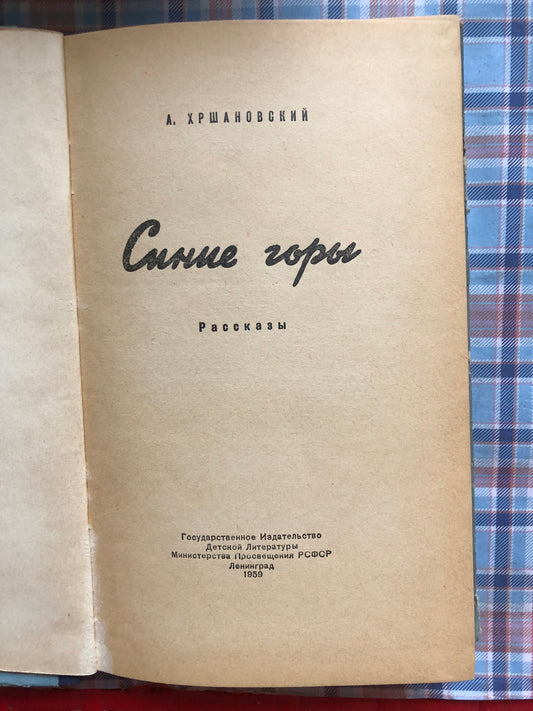 А. ХРШАНОВСКИЙ
Синие горы
Рассказы
Государственное Издательство
Детской Литературы
Министерства Просвещения РСФСР
Ленинград
1959